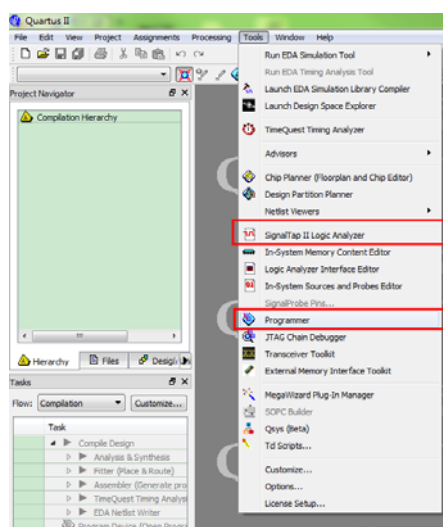 Quartus II
File Edit View Project Assignments Processing Tools Window Help
Project Navigator
Compilation Hierarchy
Hierarchy Files Design
Tasks
Flow: Compilation Customize...
Task
Compile Design
Analysis & Synthesis
Fitter (Place & Route)
Assembler (Generate pro
TimeQuest Timing Analys
EDA Netlist Writer
Program Device (Open Progr
Run EDA Simulation Tool
Run EDA Timing Analysis Tool
Launch EDA Simulation Library Compiler
Launch Design Space Explorer
TimeQuest Timing Analyzer
Advisors
Chip Planner (Floorplan and Chip Editor)
Design Partition Planner
Netlist Viewers
SignalTap II Logic Analyzer
In-System Memory Content Editor
Logic Analyzer Interface Editor
In-System Sources and Probes Editor
SignalProbe Pins...
Programmer
JTAG Chain Debugger
Transceiver Toolkit
External Memory Interface Toolkit
MegaWizard Plug-In Manager
SOPC Builder
Qsys (Beta)
Tcl Scripts...
Customize...
Options...
License Setup...